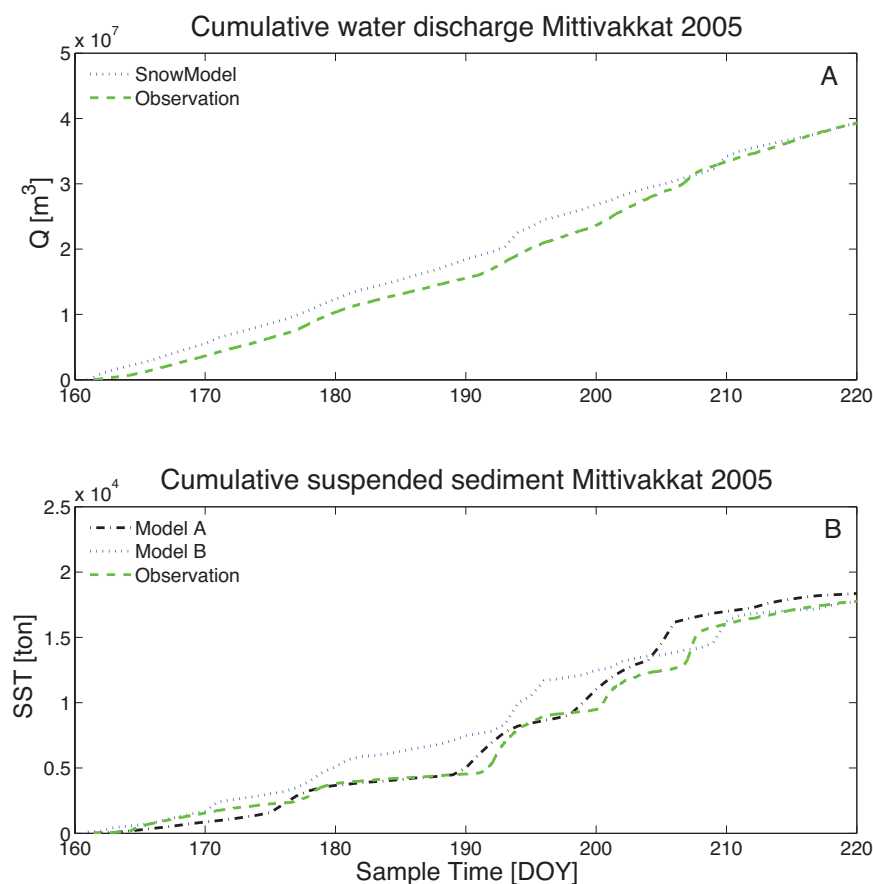 Cumulative water discharge Mittivakkat 2005
x 10^7
5
4
3
2
1
0
Q [m^3]
SnowModel
Observation
A
160 170 180 190 200 210 220
Cumulative suspended sediment Mittivakkat 2005
x 10^4
2.5
2
1.5
1
0.5
0
SST [ton]
Model A
Model B
Observation
B
160 170 180 190 200 210 220
Sample Time [DOY]